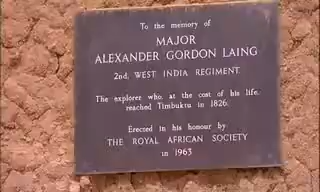 To the memory of
MAJOR
ALEXANDER GORDON LAING
2nd, WEST INDIA REGIMENT.
The explorer who, at the cost of his life,
reached Timbuktu in 1826.
Erected in his honour by
THE ROYAL AFRICAN SOCIETY
in 1963